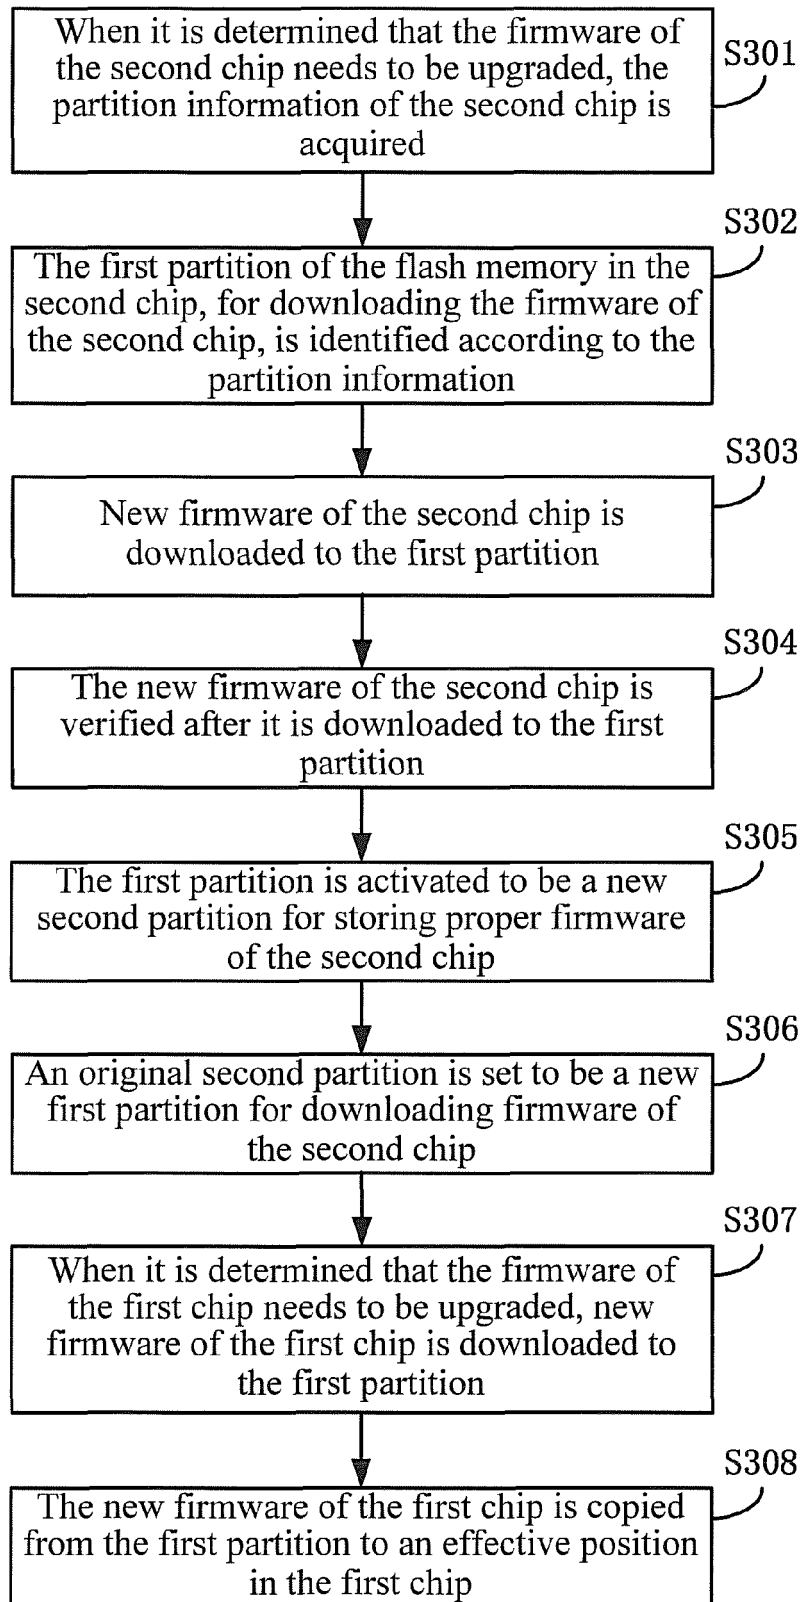 When it is determined that the firmware of
the second chip needs to be upgraded, the
partition information of the second chip is
acquired
S301
The first partition of the flash memory in the
second chip, for downloading the firmware of
the second chip, is identified according to the
partition information
S302
New firmware of the second chip is
downloaded to the first partition
S303
The new firmware of the second chip is
verified after it is downloaded to the first
partition
S304
The first partition is activated to be a new
second partition for storing proper firmware
of the second chip
S305
An original second partition is set to be a new
first partition for downloading firmware of
the second chip
S306
When it is determined that the firmware of
the first chip needs to be upgraded, new
firmware of the first chip is downloaded to
the first partition
S307
The new firmware of the first chip is copied
from the first partition to an effective position
in the first chip
S308